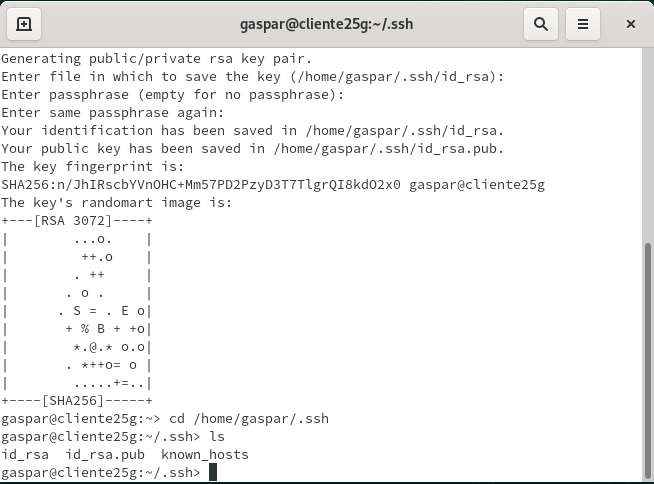 gaspar@cliente25g:~/.ssh
Generating public/private rsa key pair.
Enter file in which to save the key (/home/gaspar/.ssh/id_rsa):
Enter passphrase (empty for no passphrase):
Enter same passphrase again:
Your identification has been saved in /home/gaspar/.ssh/id_rsa.
Your public key has been saved in /home/gaspar/.ssh/id_rsa.pub.
The key fingerprint is:
SHA256:n/JhIRscbYVnOHC+Mm57PD2PzyD3T7TlgrQI8kdO2x0 gaspar@cliente25g
The key's randomart image is:
+---[RSA 3072]----+
|        ...o.    |
|         ++.o    |
|        . ++     |
|       . o .     |
|      . S = . E o|
|       + % B + +o|
|        *.@.* o.o|
|       . *++o= o |
|        .....+=..|
+----[SHA256]-----+
gaspar@cliente25g:~> cd /home/gaspar/.ssh
gaspar@cliente25g:~/.ssh> ls
id_rsa  id_rsa.pub  known_hosts
gaspar@cliente25g:~/.ssh>